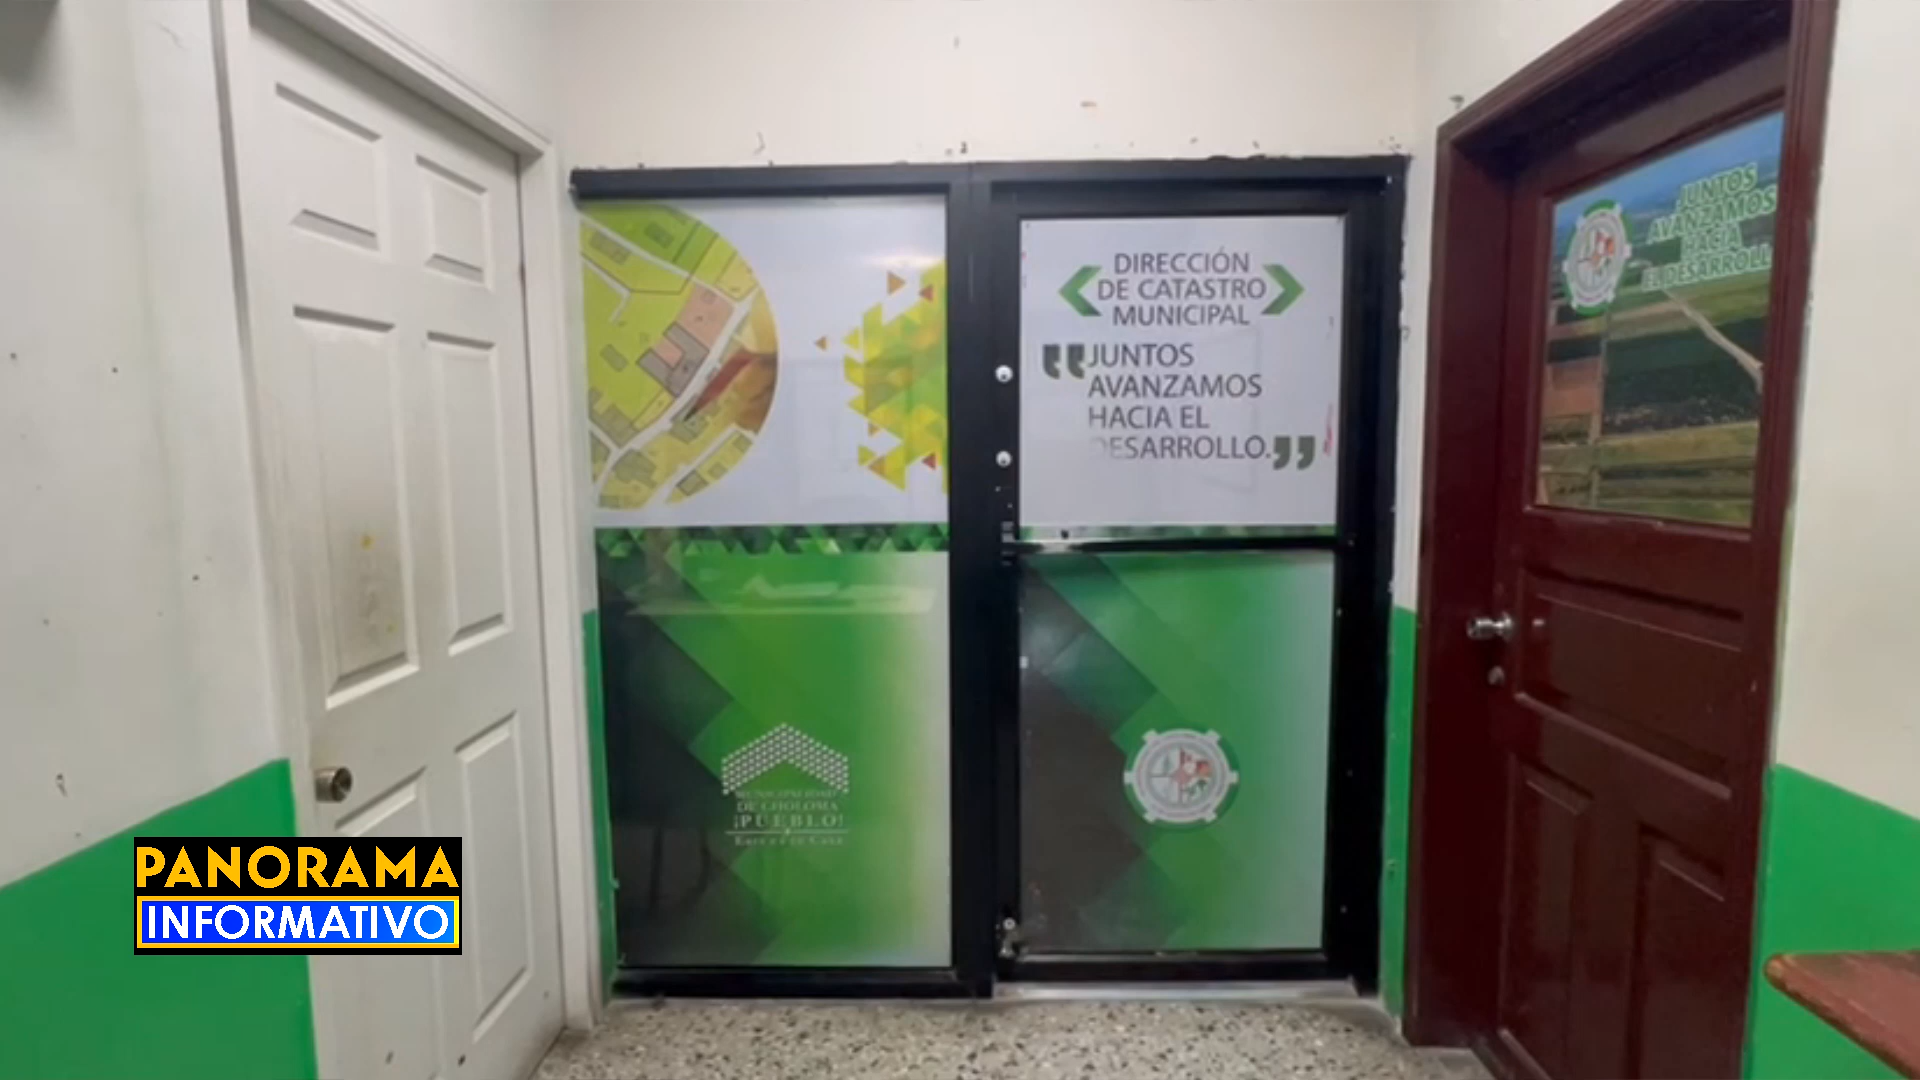 DIRECCIÓN
DE CATASTRO
MUNICIPAL
"JUNTOS
AVANZAMOS
HACIA EL
DESARROLLO."
JUNTOS
AVANZAMOS
HACIA
EL DESARROLL
MUNICIPALIDAD
DE CHOLOMA
¡PUEBLO!
PANORAMA
INFORMATIVO